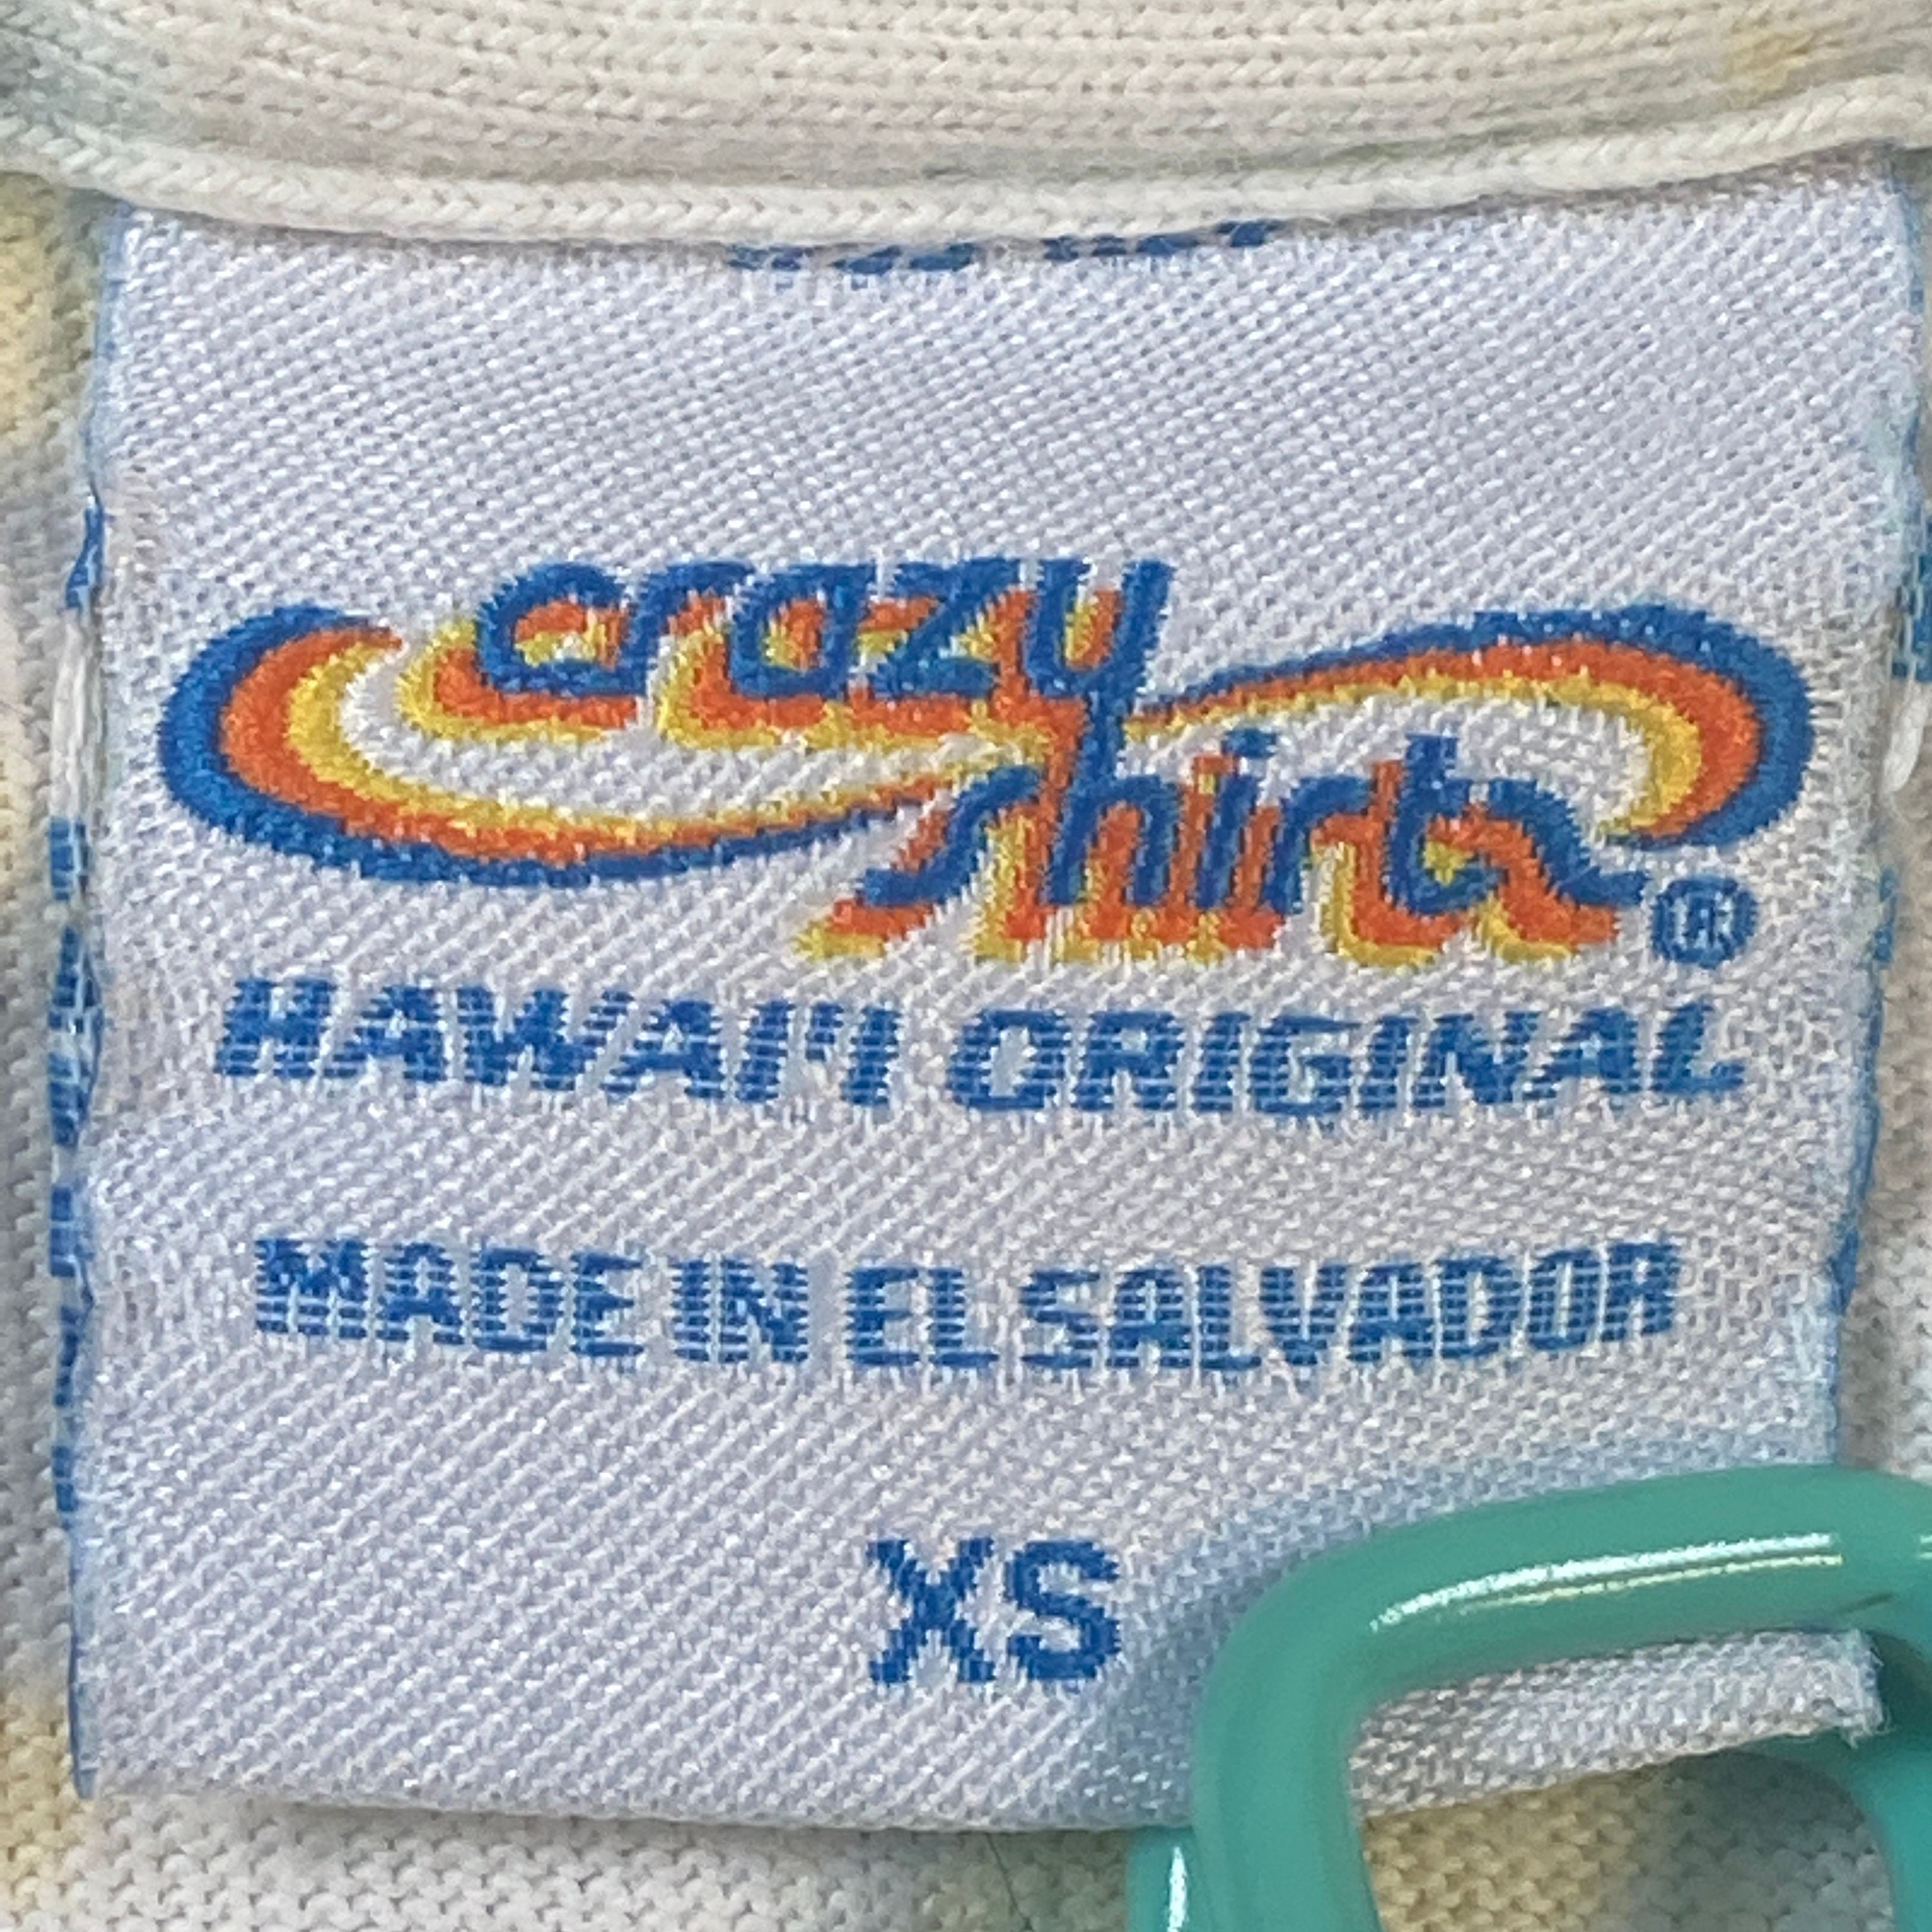 crazy
shirts®
HAWAI'I ORIGINAL
MADE IN EL SALVADOR
XS